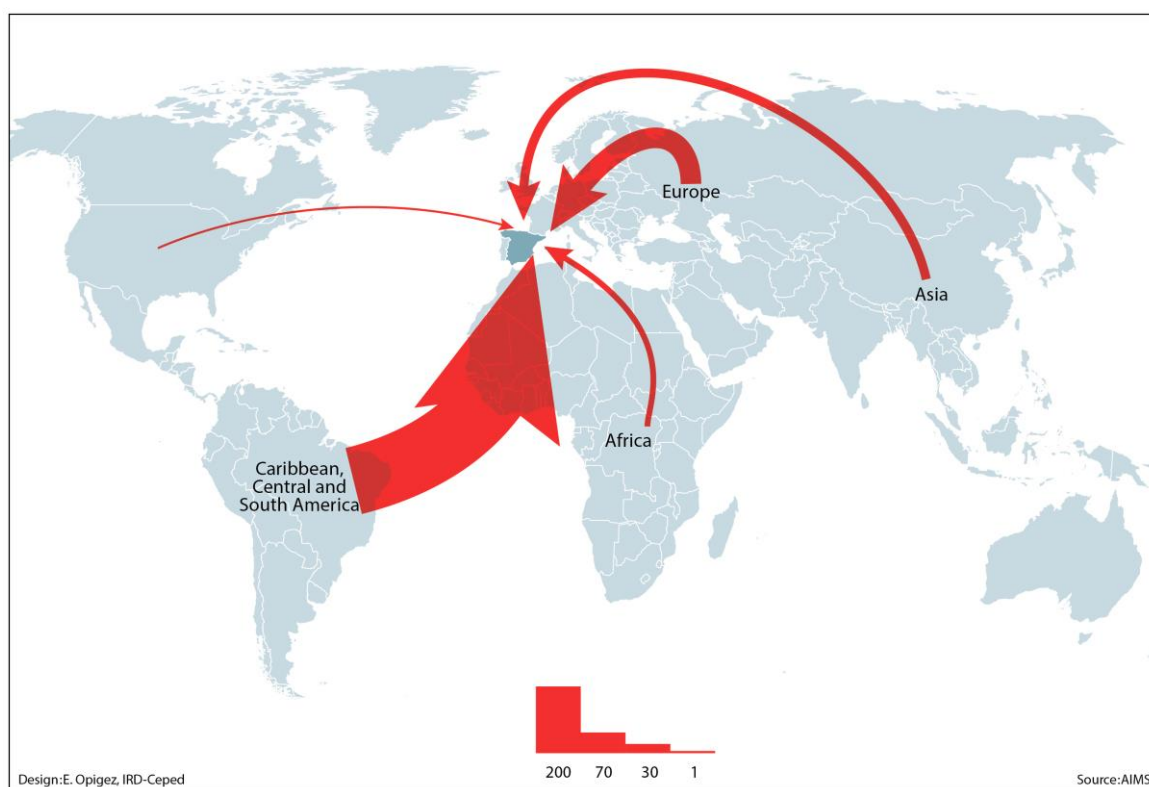 Europe
Asia
Africa
Caribbean,
Central and
South America
200 70 30 1
Design:E. Opigez, IRD-Ceped
Source:AIMS